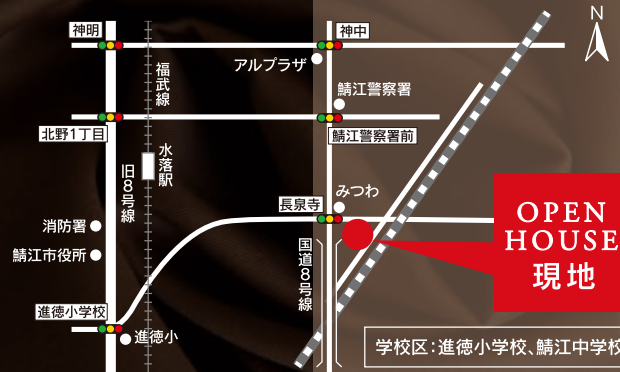 神明
神中
N
アルプラザ
福武線
鯖江警察署
北野1丁目
鯖江警察署前
水落駅
旧8号線
みつわ
長泉寺
OPEN
HOUSE
現地
消防署
鯖江市役所
国道8号線
進徳小学校
進徳小
学校区:進徳小学校、鯖江中学校